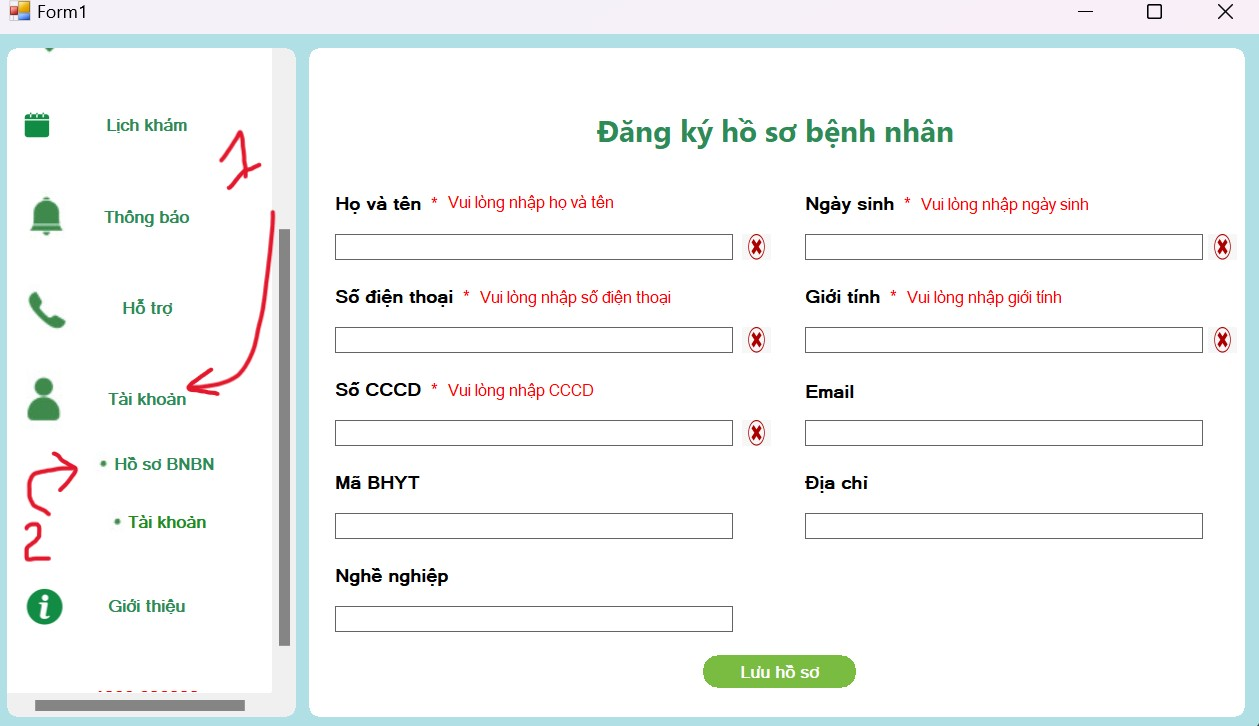 Form1
Lịch khám
1
Thông báo
Hỗ trợ
Tài khoản
• Hồ sơ BNBN
2
• Tài khoản
Giới thiệu
Đăng ký hồ sơ bệnh nhân
Họ và tên * Vui lòng nhập họ và tên
Ngày sinh * Vui lòng nhập ngày sinh
Số điện thoại * Vui lòng nhập số điện thoại
Giới tính * Vui lòng nhập giới tính
Số CCCD * Vui lòng nhập CCCD
Email
Mã BHYT
Địa chỉ
Nghề nghiệp
Lưu hồ sơ